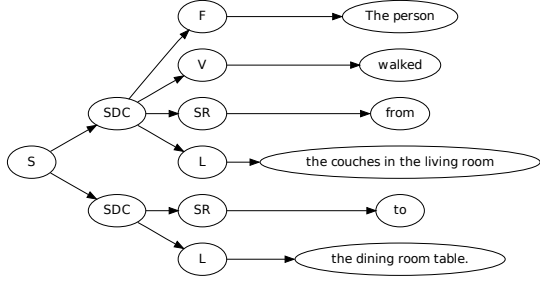 F The person
V walked
SDC SR from
L the couches in the living room
S
SDC SR to
L the dining room table.